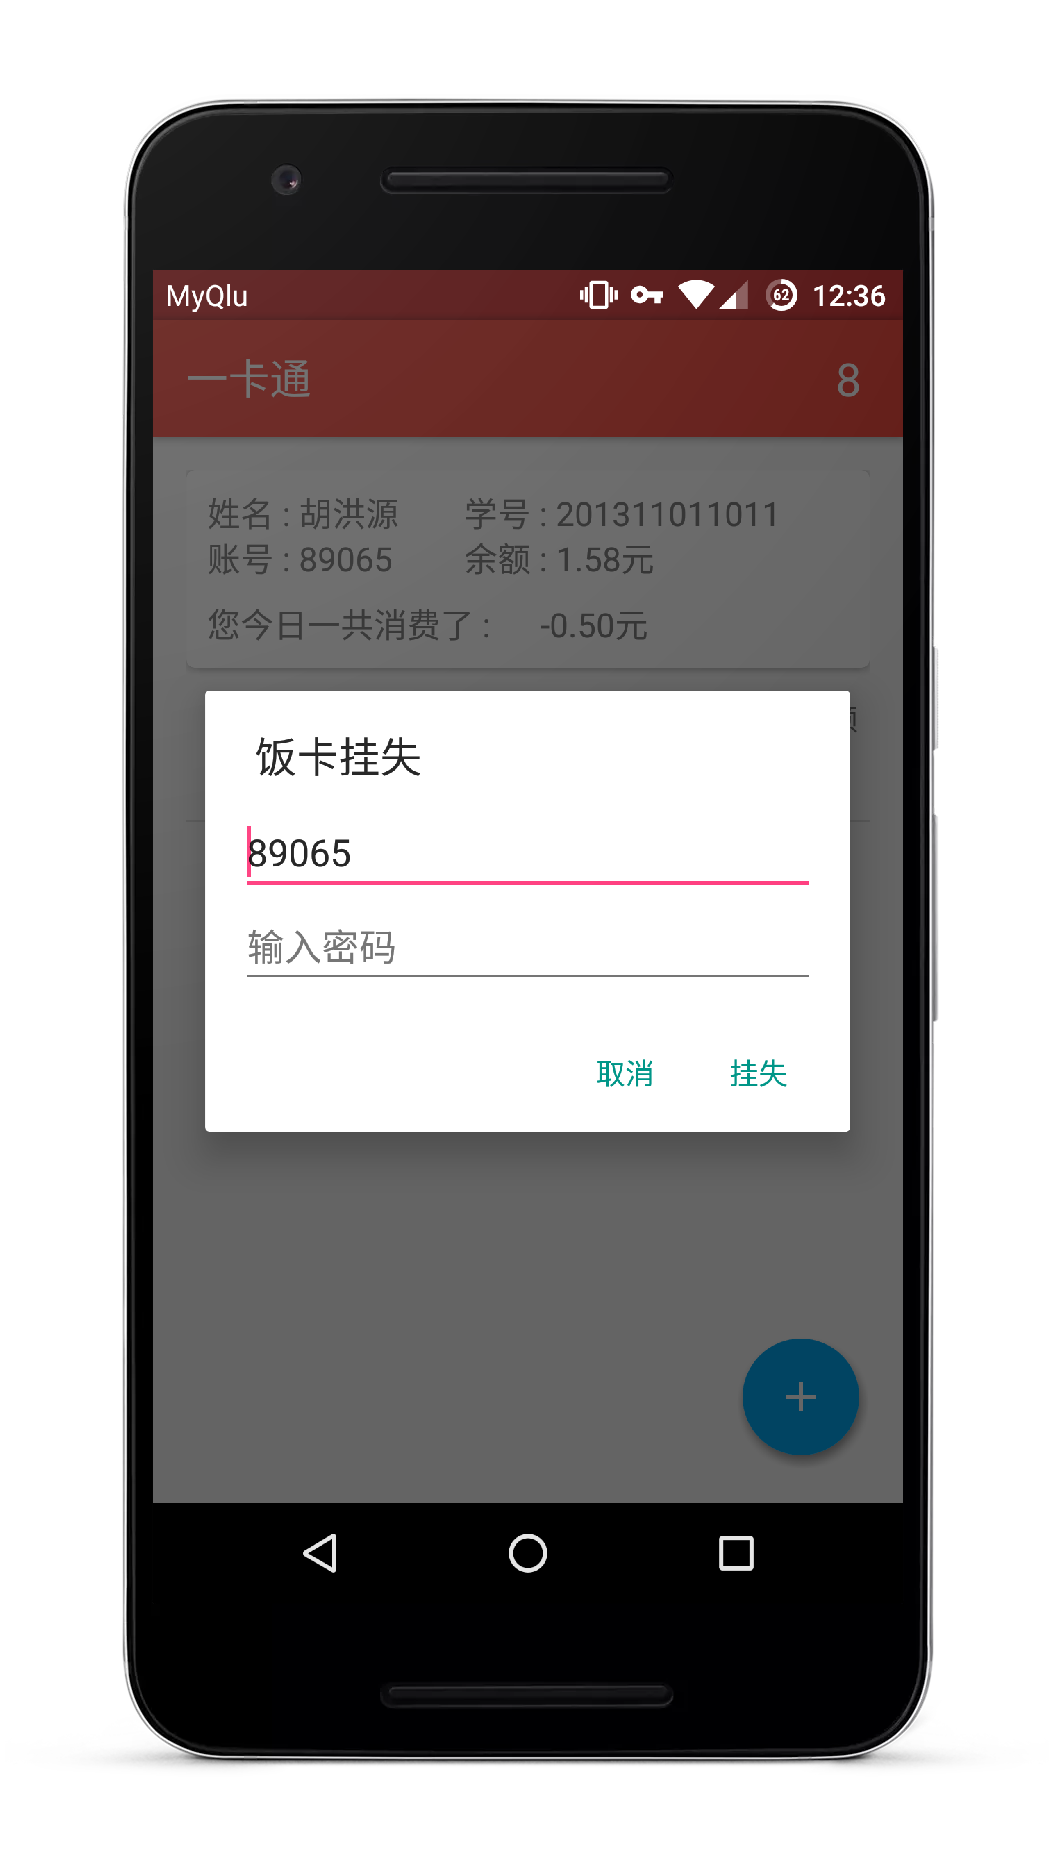 MyQlu 62 12:36
一卡通 8
姓名 : 胡洪源 学号 : 201311011011
账号 : 89065 余额 : 1.58元
您今日一共消费了 : -0.50元
饭卡挂失
89065
输入密码
取消 挂失